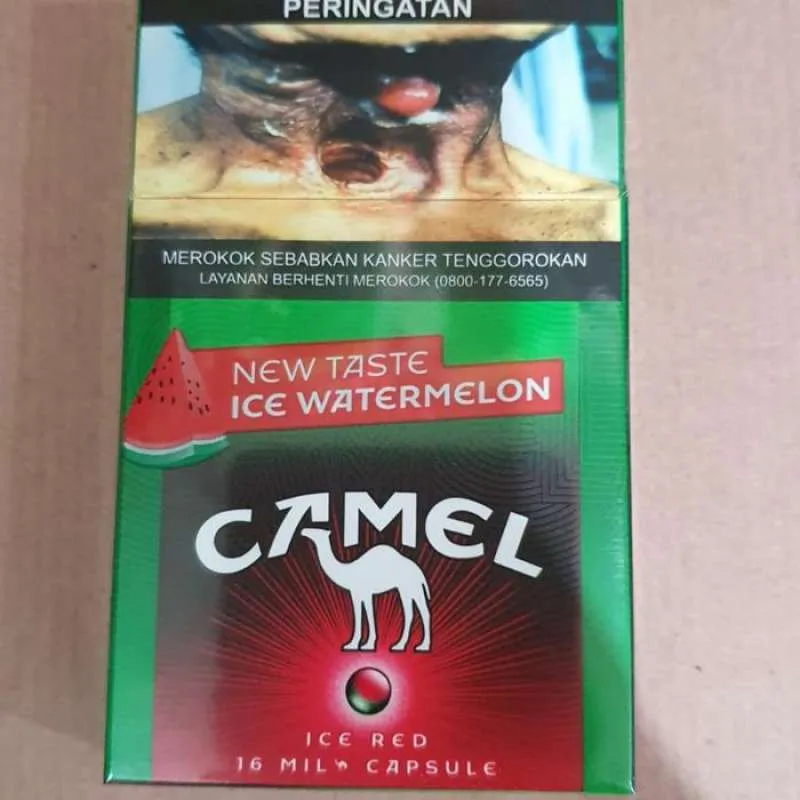 PERINGATAN
MEROKOK SEBABKAN KANKER TENGGOROKAN
LAYANAN BERHENTI MEROKOK (0800-177-6565)
NEW TASTE
ICE WATERMELON
CAMEL
ICE RED
16 MILD CAPSULE